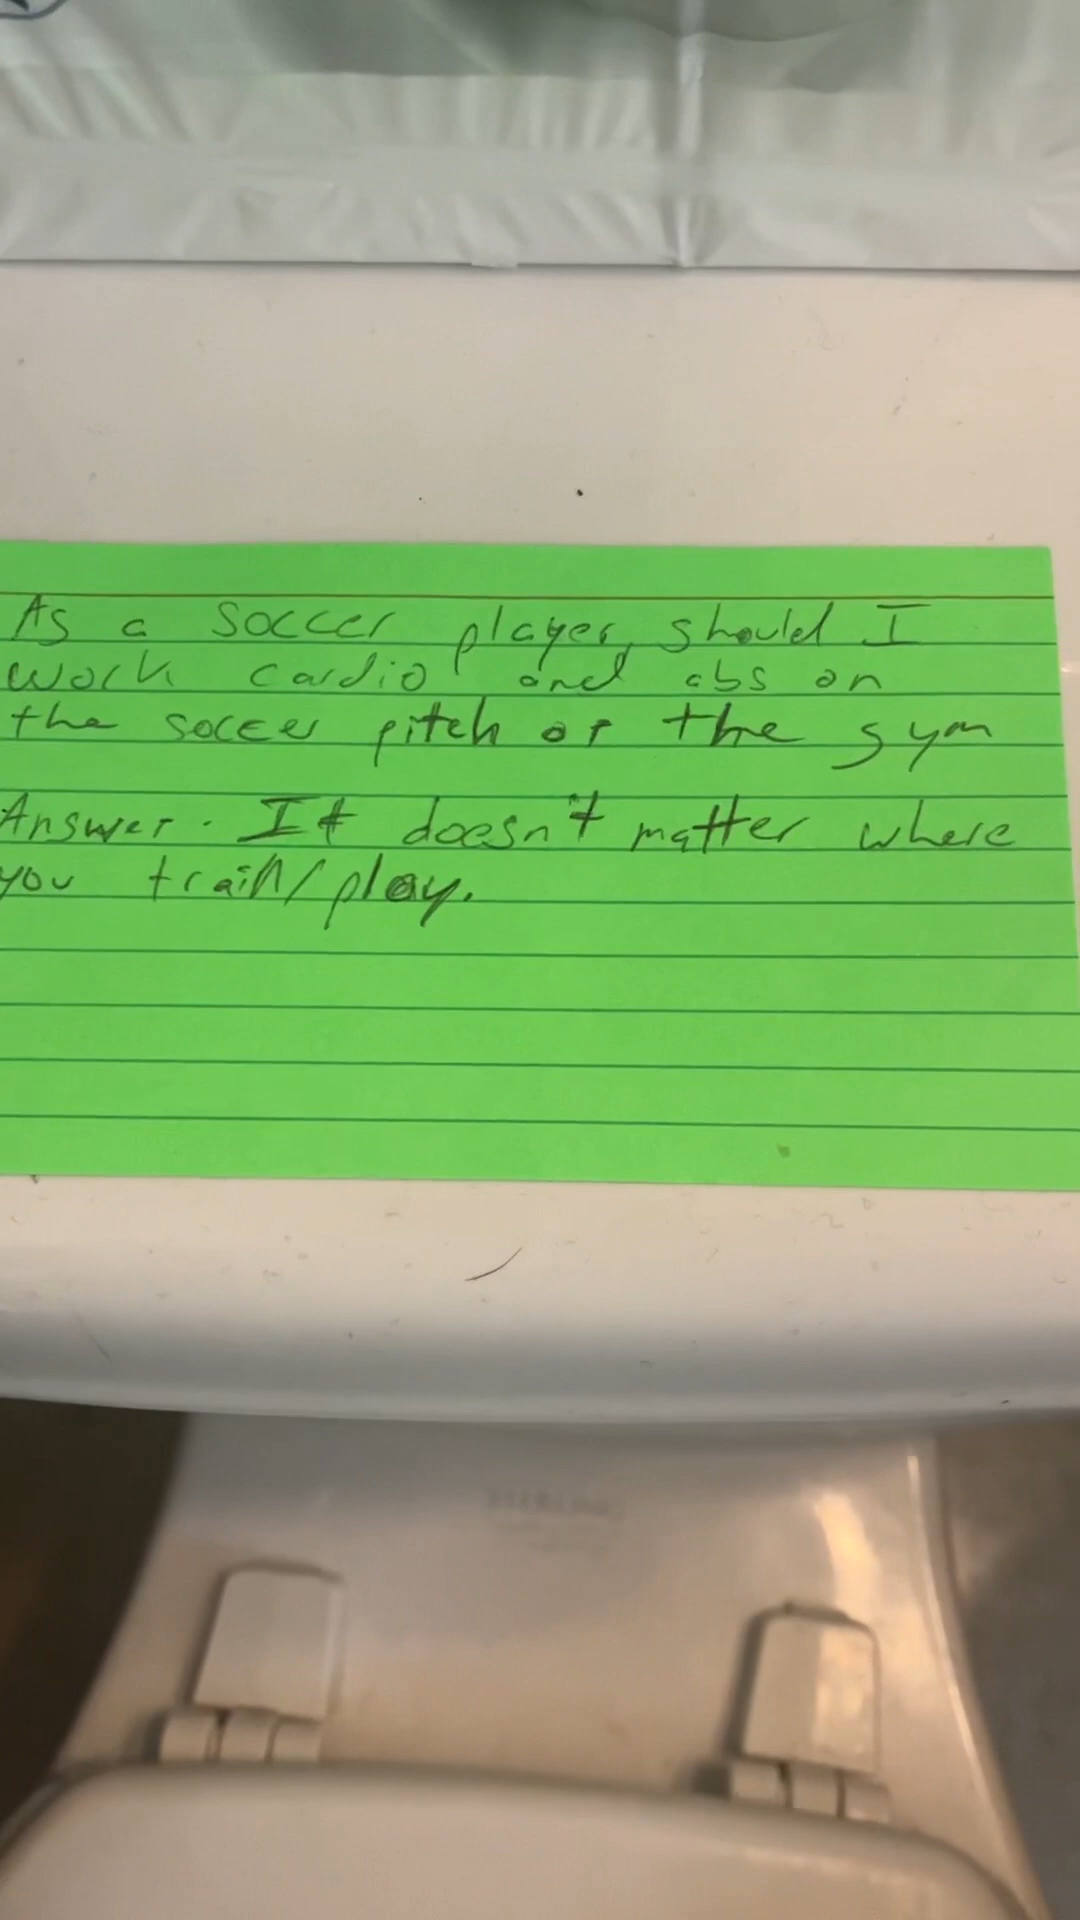 As a soccer player, should I
work cardio and abs on
the soccer pitch or the gym
Answer. It doesn't matter where
you train/play.